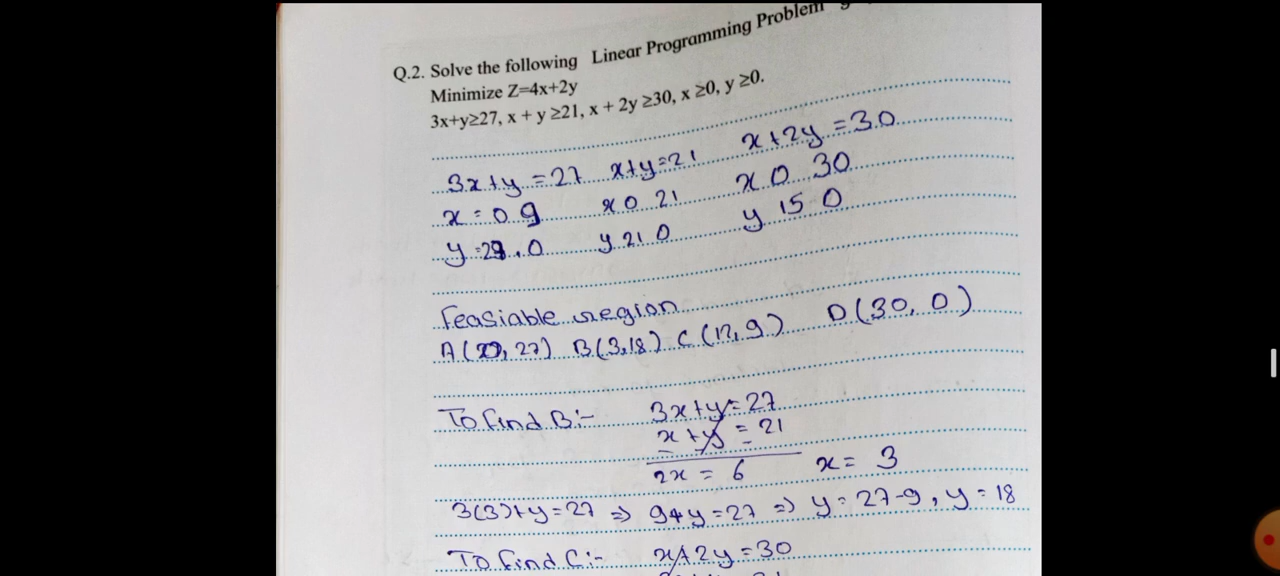 Q.2. Solve the following Linear Programming Problem
Minimize Z=4x+2y
3x+y≥27, x + y ≥21, x + 2y ≥30, x ≥0, y ≥0.
3x+y=27 x+y=21 x+2y=30
x=0 9 x 0 21 x 0 30
y=27, 0 y 21 0 y 15 0
Feasiable region
A(0, 27) B(3,18) C(12, 9) D(30, 0)
To find B:- 3x+y=27
x+y=21
2x = 6 x = 3
3(3)+y=27 ⇒ 9+y=27 ⇒ y=27-9, y=18
To find C:- x+2y=30